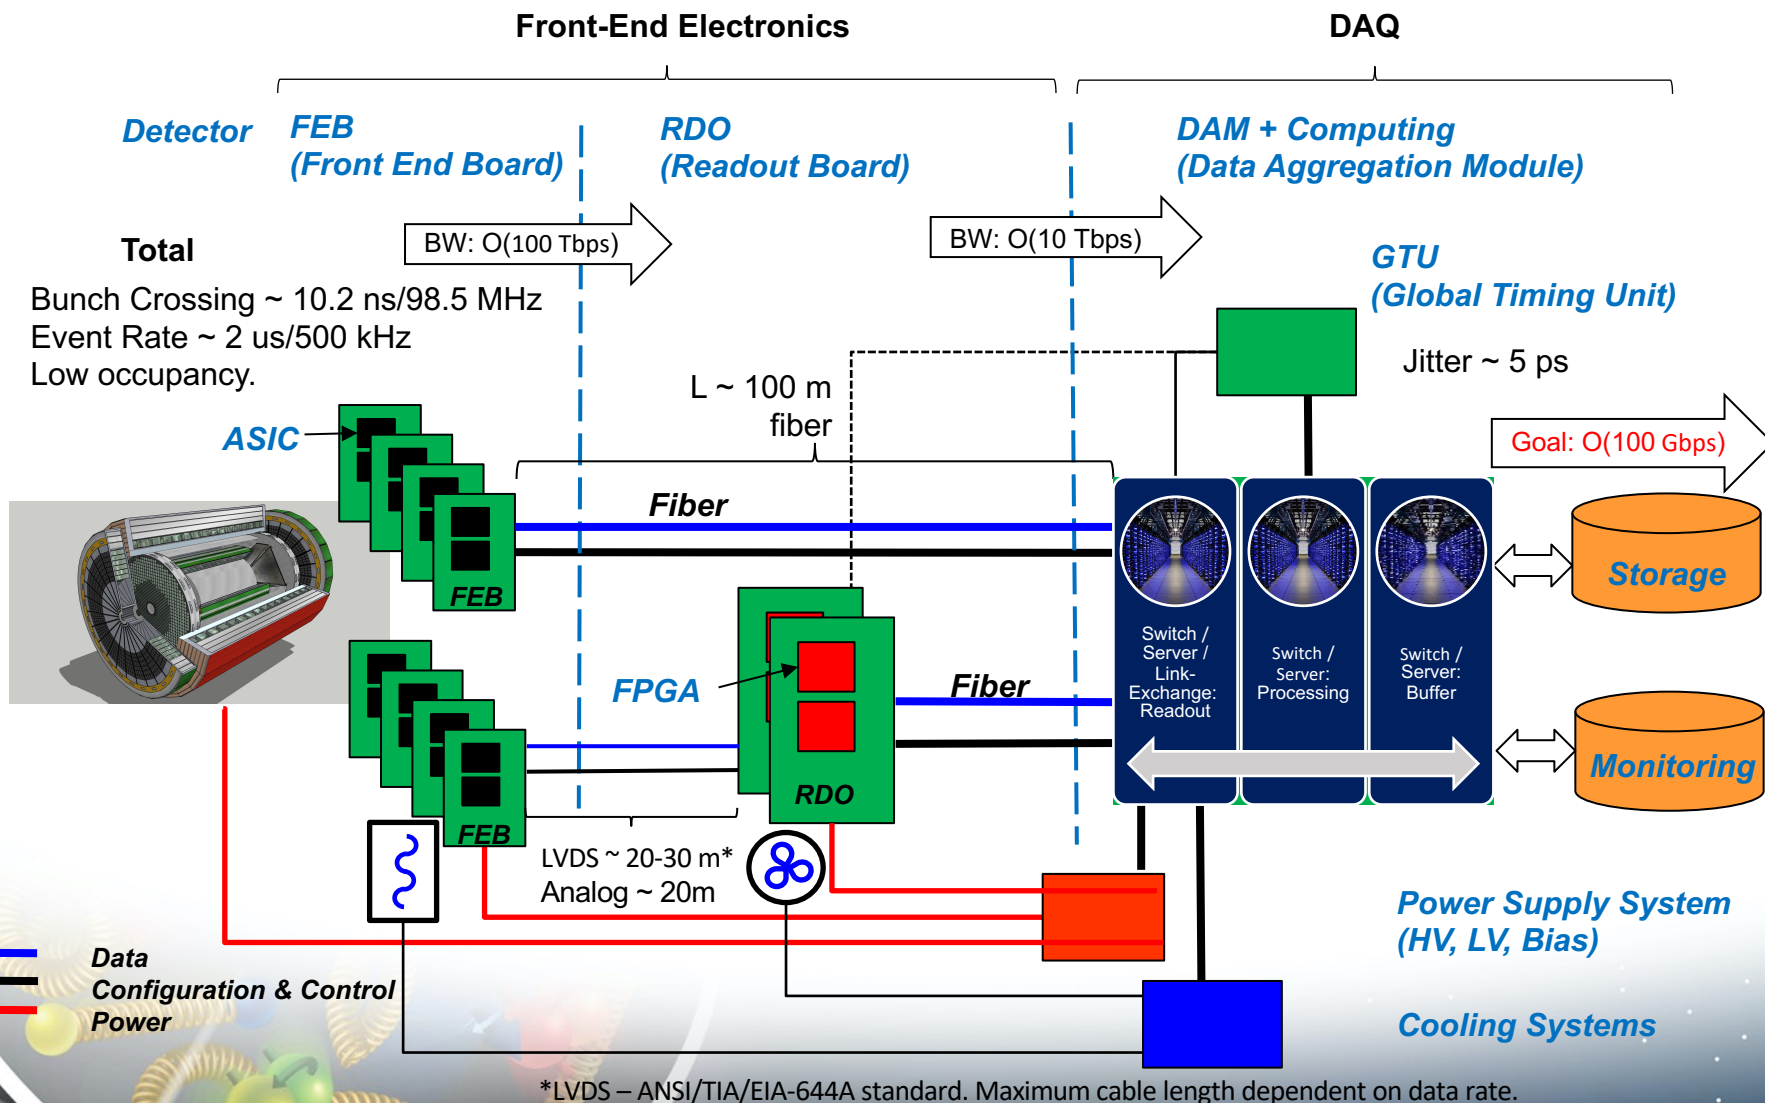 Front-End Electronics
DAQ
Detector
FEB
(Front End Board)
RDO
(Readout Board)
DAM + Computing
(Data Aggregation Module)
BW: O(100 Tbps)
BW: O(10 Tbps)
Total
Bunch Crossing ~ 10.2 ns/98.5 MHz
Event Rate ~ 2 us/500 kHz
Low occupancy.
GTU
(Global Timing Unit)
Jitter ~ 5 ps
L ~ 100 m
fiber
ASIC
Goal: O(100 Gbps)
Fiber
FEB
Storage
Switch /
Server /
Link-
Exchange:
Readout
Switch /
Server:
Processing
Switch /
Server:
Buffer
FPGA
Fiber
RDO
Monitoring
FEB
LVDS ~ 20-30 m*
Analog ~ 20m
Power Supply System
(HV, LV, Bias)
Data
Configuration & Control
Power
Cooling Systems
*LVDS – ANSI/TIA/EIA-644A standard. Maximum cable length dependent on data rate.